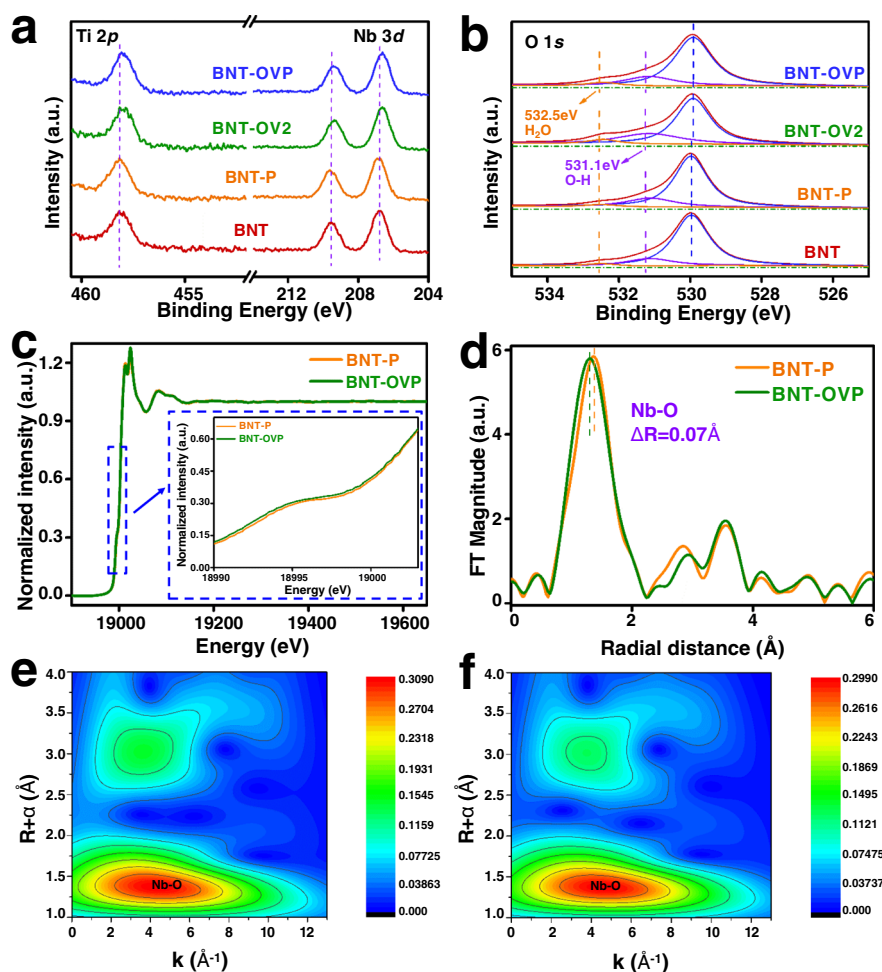 a
Ti 2p
Nb 3d
BNT-OVP
BNT-OV2
BNT-P
BNT
Intensity (a.u.)
460
455
212
208
204
Binding Energy (eV)
b
O 1s
BNT-OVP
532.5eV
H₂O
BNT-OV2
531.1eV
O-H
BNT-P
BNT
Intensity (a.u.)
534
532
530
528
526
Binding Energy (eV)
c
BNT-P
BNT-OVP
Normalized intensity (a.u.)
1.2
0.9
0.6
0.3
0.0
19000
19200
19400
19600
Energy (eV)
BNT-P
BNT-OVP
Normalized intensity (a.u.)
0.60
0.45
0.30
0.15
0.00
18990
18995
19000
Energy (eV)
d
BNT-P
BNT-OVP
Nb-O
ΔR=0.07Å
FT Magnitude (a.u.)
6
4
2
0
0
2
4
6
Radial distance (Å)
e
R+α (Å)
4.0
3.5
3.0
2.5
2.0
1.5
1.0
Nb-O
0
2
4
6
8
10
12
k (Å⁻¹)
0.3090
0.2704
0.2318
0.1931
0.1545
0.1159
0.07725
0.03863
0.000
f
R+α (Å)
4.0
3.5
3.0
2.5
2.0
1.5
1.0
Nb-O
0
2
4
6
8
10
12
k (Å⁻¹)
0.2990
0.2616
0.2243
0.1869
0.1495
0.1121
0.07475
0.03737
0.000